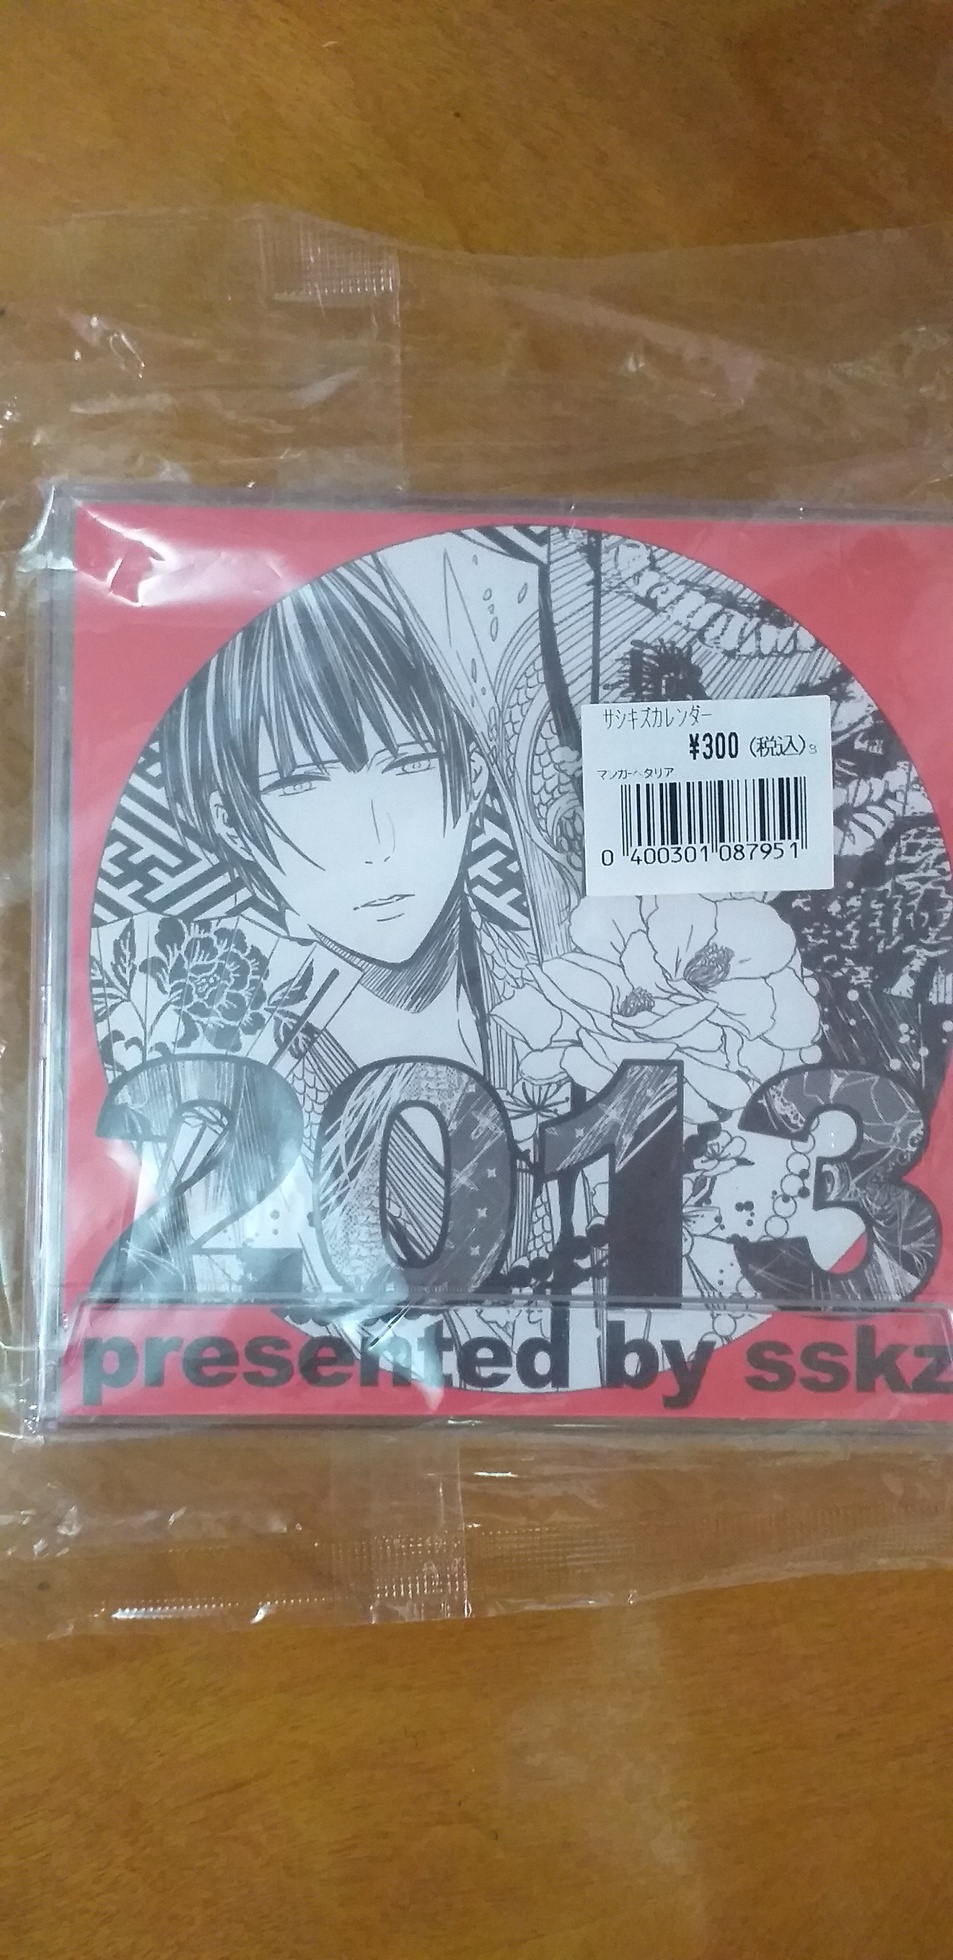 サシキズカレンダー
¥300 (税込)。3
マンガーヘタリア
0 400301 087951
2013
presented by sskz